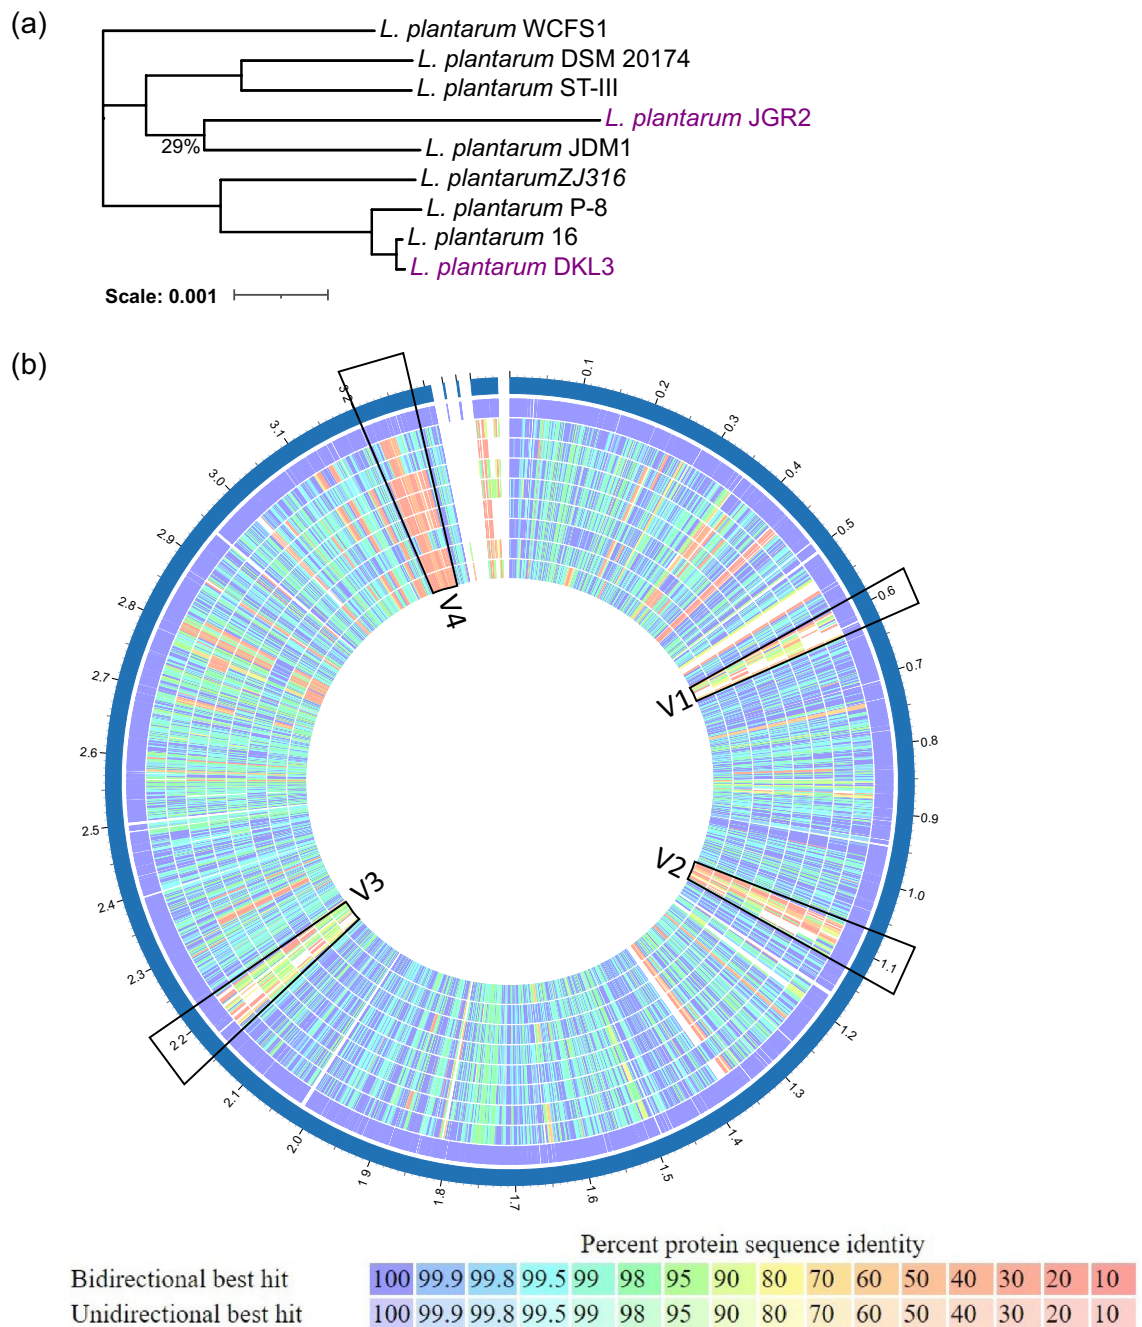 (a)
L. plantarum WCFS1
L. plantarum DSM 20174
L. plantarum ST-III
L. plantarum JGR2
29%
L. plantarum JDM1
L. plantarumZJ316
L. plantarum P-8
L. plantarum 16
L. plantarum DKL3
Scale: 0.001
(b)
0.1
0.2
0.3
0.4
0.5
0.6
0.7
0.8
0.9
1.0
1.1
1.2
1.3
1.4
1.5
1.6
1.7
1.8
1.9
2.0
2.1
2.2
2.3
2.4
2.5
2.6
2.7
2.8
2.9
3.0
3.1
3.2
V4
V1
V2
V3
Percent protein sequence identity
Bidirectional best hit 100 99.9 99.8 99.5 99 98 95 90 80 70 60 50 40 30 20 10
Unidirectional best hit 100 99.9 99.8 99.5 99 98 95 90 80 70 60 50 40 30 20 10